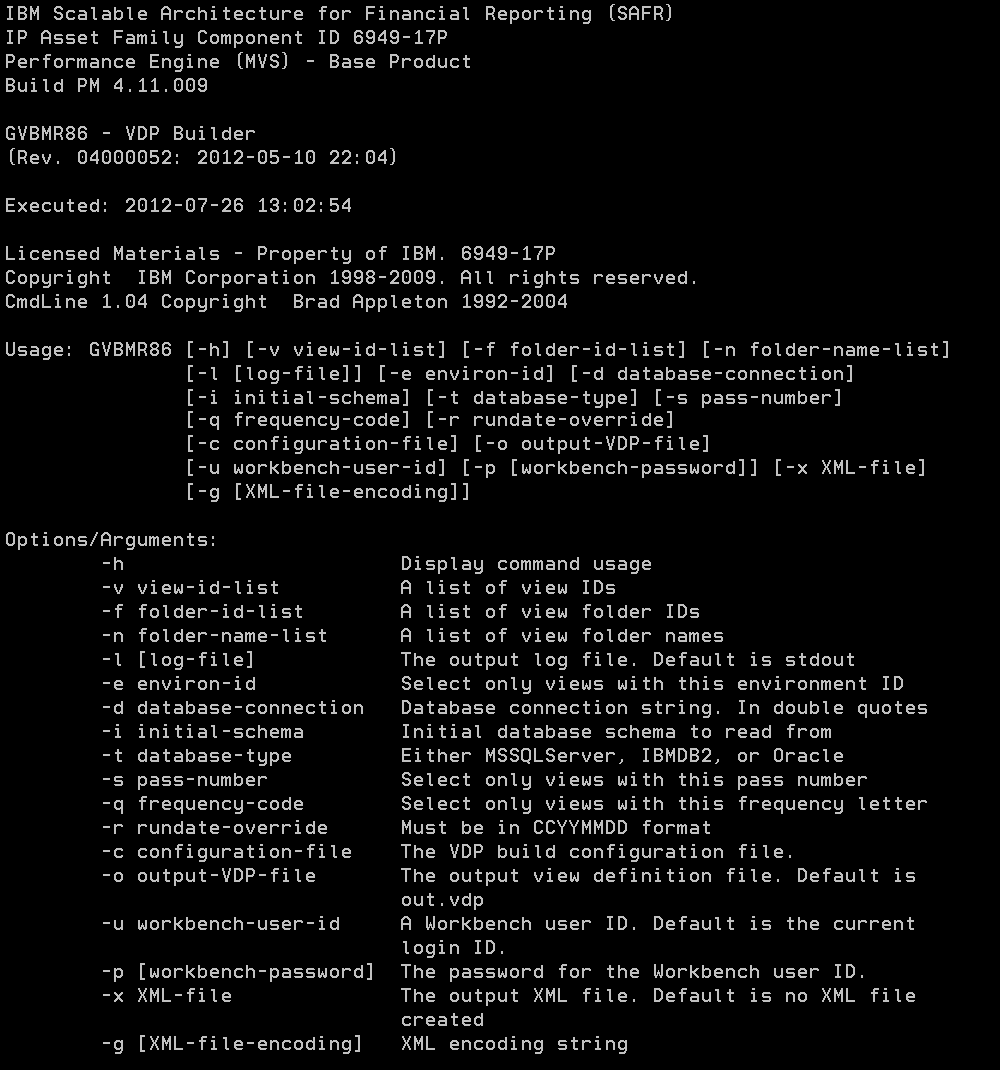 IBM Scalable Architecture for Financial Reporting (SAFR)
IP Asset Family Component ID 6949-17P
Performance Engine (MVS) - Base Product
Build PM 4.11.009

GVBMR86 - VDP Builder
(Rev. 04000052: 2012-05-10 22:04)

Executed: 2012-07-26 13:02:54

Licensed Materials - Property of IBM. 6949-17P
Copyright  IBM Corporation 1998-2009. All rights reserved.
CmdLine 1.04 Copyright  Brad Appleton 1992-2004

Usage: GVBMR86 [-h] [-v view-id-list] [-f folder-id-list] [-n folder-name-list]
               [-l [log-file]] [-e environ-id] [-d database-connection]
               [-i initial-schema] [-t database-type] [-s pass-number]
               [-q frequency-code] [-r rundate-override]
               [-c configuration-file] [-o output-VDP-file]
               [-u workbench-user-id] [-p [workbench-password]] [-x XML-file]
               [-g [XML-file-encoding]]

Options/Arguments:
        -h                       Display command usage
        -v view-id-list          A list of view IDs
        -f folder-id-list        A list of view folder IDs
        -n folder-name-list      A list of view folder names
        -l [log-file]            The output log file. Default is stdout
        -e environ-id            Select only views with this environment ID
        -d database-connection   Database connection string. In double quotes
        -i initial-schema        Initial database schema to read from
        -t database-type         Either MSSQLServer, IBMDB2, or Oracle
        -s pass-number           Select only views with this pass number
        -q frequency-code        Select only views with this frequency letter
        -r rundate-override      Must be in CCYYMMDD format
        -c configuration-file    The VDP build configuration file.
        -o output-VDP-file       The output view definition file. Default is
                                 out.vdp
        -u workbench-user-id     A Workbench user ID. Default is the current
                                 login ID.
        -p [workbench-password]  The password for the Workbench user ID.
        -x XML-file              The output XML file. Default is no XML file
                                 created
        -g [XML-file-encoding]   XML encoding string